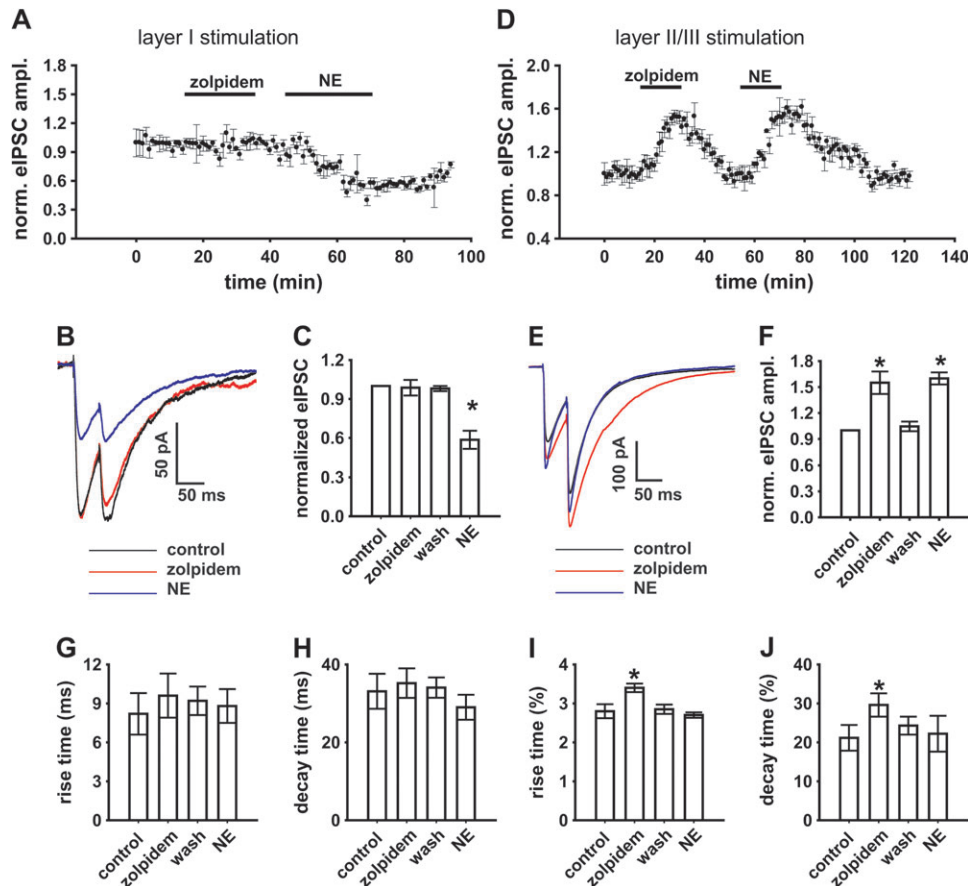 A
layer I stimulation
norm. eIPSC ampl.
1.8
1.5
1.2
0.9
0.6
0.3
0.0
zolpidem
NE
0
20
40
60
80
100
time (min)
D
layer II/III stimulation
norm. eIPSC ampl.
2.0
1.6
1.2
0.8
0.4
zolpidem
NE
0
20
40
60
80
100
120
140
time (min)
B
50 pA
50 ms
control
zolpidem
NE
C
normalized eIPSC
1.2
0.9
0.6
0.3
0.0
*
control
zolpidem
wash
NE
E
100 pA
50 ms
control
zolpidem
NE
F
norm. eIPSC ampl.
1.8
1.5
1.2
0.9
0.6
0.3
0.0
*
*
control
zolpidem
wash
NE
G
rise time (ms)
12
9
6
3
0
control
zolpidem
wash
NE
H
decay time (ms)
40
20
0
control
zolpidem
wash
NE
I
rise time (%)
4
3
2
1
0
*
control
zolpidem
wash
NE
J
decay time (%)
40
30
20
10
0
*
control
zolpidem
wash
NE